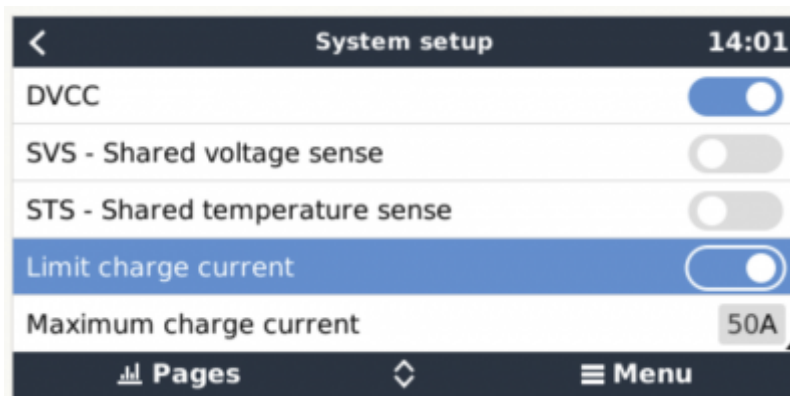 System setup 14:01
DVCC
SVS - Shared voltage sense
STS - Shared temperature sense
Limit charge current
Maximum charge current 50A
Pages Menu